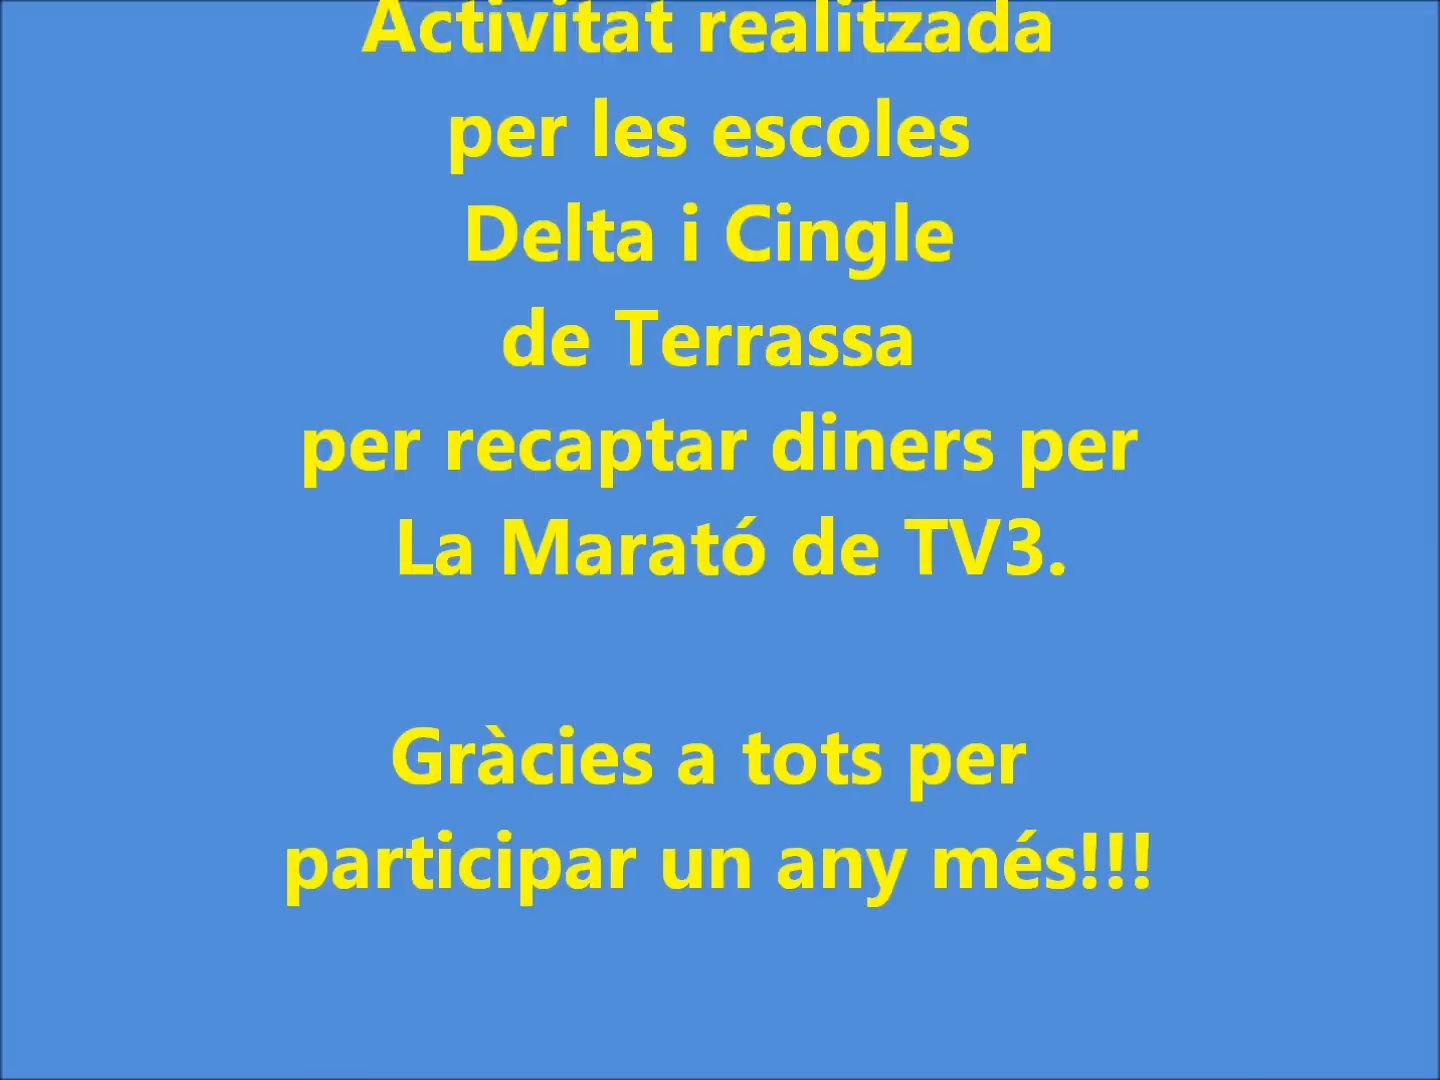 Activitat realitzada
per les escoles
Delta i Cingle
de Terrassa
per recaptar diners per
La Marató de TV3.
Gràcies a tots per
participar un any més!!!